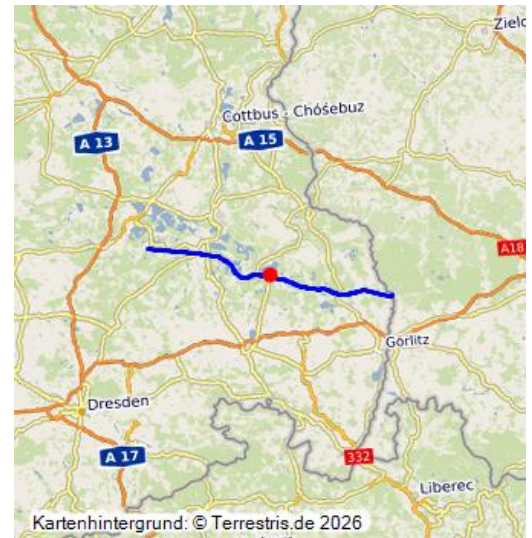 Zielo
Cottbus - Chóśebuz
A 13
A 15
A18
Görlitz
Dresden
A 17
332
Liberec
Kartenhintergrund: © Terrestris.de 2026